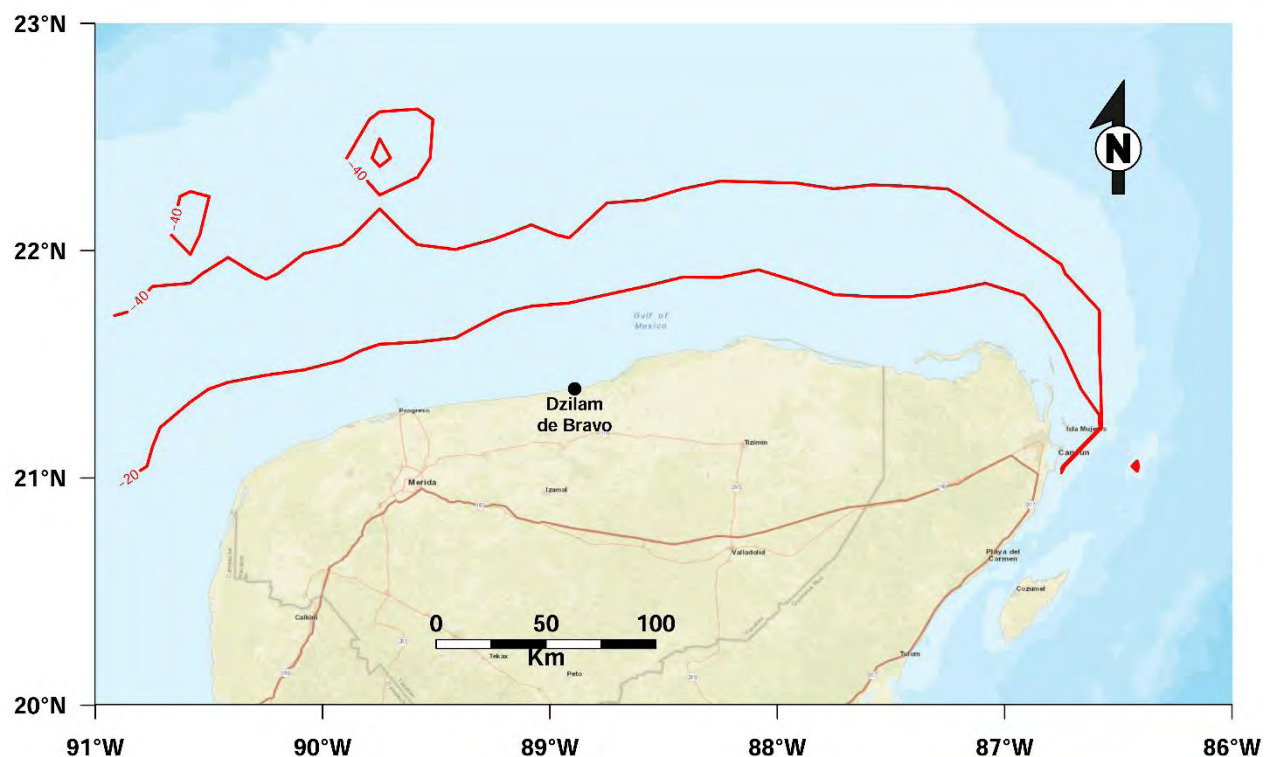 23°N
22°N
21°N
20°N
91°W
90°W
89°W
88°W
87°W
86°W
N
-40
-40
-40
-20
Gulf of
Mexico
Dzilam
de Bravo
Progreso
Merida
Izamal
Tizimin
Valladolid
Isla Mujeres
Cancun
Playa del
Carmen
Cozumel
Tulum
Calkini
Tekax
Peto
0 50 100
Km